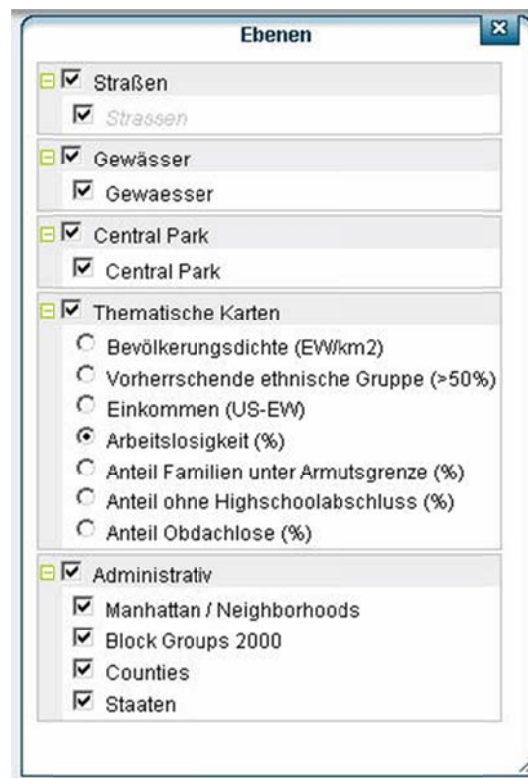 Ebenen
Straßen
Strassen
Gewässer
Gewaesser
Central Park
Central Park
Thematische Karten
Bevölkerungsdichte (EW/km2)
Vorherrschende ethnische Gruppe (>50%)
Einkommen (US-EW)
Arbeitslosigkeit (%)
Anteil Familien unter Armutsgrenze (%)
Anteil ohne Highschoolabschluss (%)
Anteil Obdachlose (%)
Administrativ
Manhattan / Neighborhoods
Block Groups 2000
Counties
Staaten